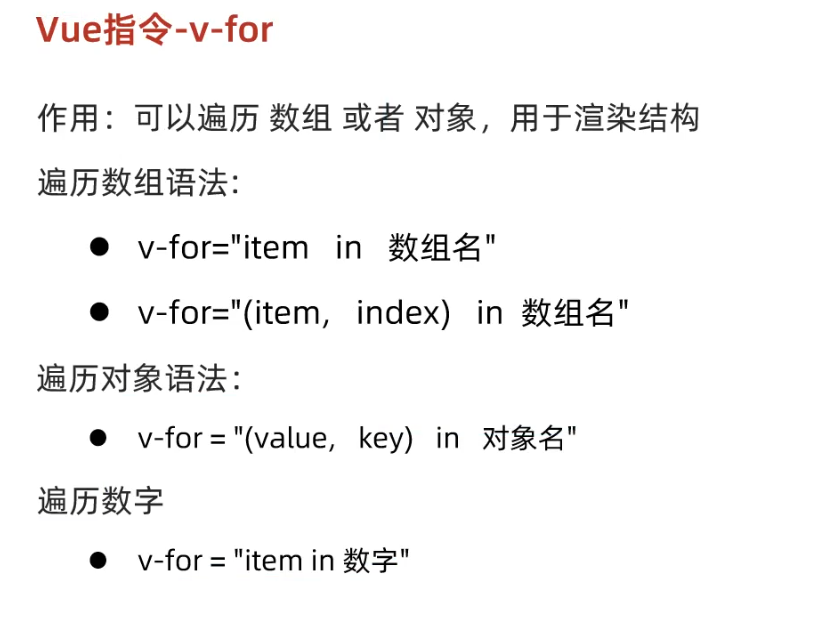 Vue指令-v-for
作用：可以遍历 数组 或者 对象，用于渲染结构
遍历数组语法：
● v-for="item in 数组名"
● v-for="(item, index) in 数组名"
遍历对象语法：
● v-for = "(value, key) in 对象名"
遍历数字
● v-for = "item in 数字"